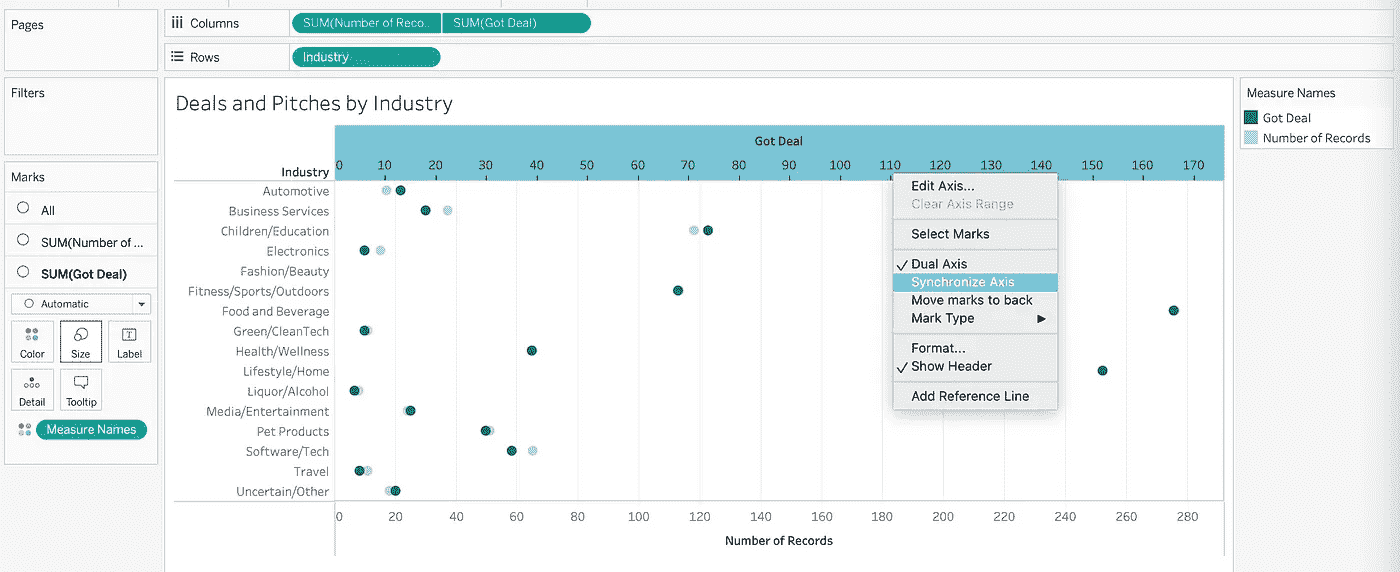 Pages
Columns
SUM(Number of Reco..
SUM(Got Deal)
Rows
Industry
Filters
Deals and Pitches by Industry
Measure Names
Got Deal
Number of Records
Marks
All
SUM(Number of ...
SUM(Got Deal)
Automatic
Color
Size
Label
Detail
Tooltip
Measure Names
Got Deal
0 10 20 30 40 50 60 70 80 90 100 110 120 130 140 150 160 170
Industry
Automotive
Business Services
Children/Education
Electronics
Fashion/Beauty
Fitness/Sports/Outdoors
Food and Beverage
Green/CleanTech
Health/Wellness
Lifestyle/Home
Liquor/Alcohol
Media/Entertainment
Pet Products
Software/Tech
Travel
Uncertain/Other
Edit Axis...
Clear Axis Range
Select Marks
Dual Axis
Synchronize Axis
Move marks to back
Mark Type
Format...
Show Header
Add Reference Line
0 20 40 60 80 100 120 140 160 180 200 220 240 260 280
Number of Records